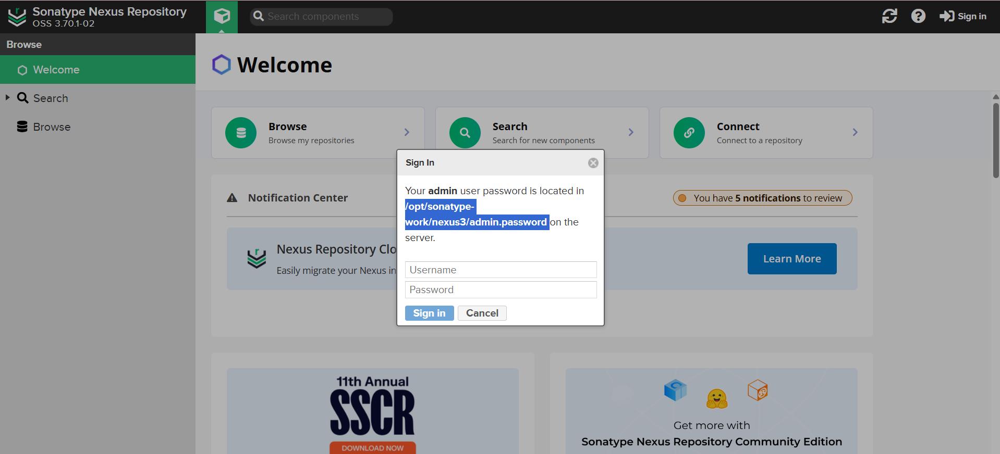 Sonatype Nexus Repository
OSS 3.70.1-02
Search components
Sign in
Browse
Welcome
Search
Browse
Welcome
Browse
Browse my repositories
Search
Search for new components
Connect
Connect to a repository
Notification Center
You have 5 notifications to review
Nexus Repository Clo
Easily migrate your Nexus in
Learn More
Sign In
Your admin user password is located in
/opt/sonatype-
work/nexus3/admin.password on the
server.
Username
Password
Sign in
Cancel
11th Annual
SSCR
DOWNLOAD NOW
Get more with
Sonatype Nexus Repository Community Edition